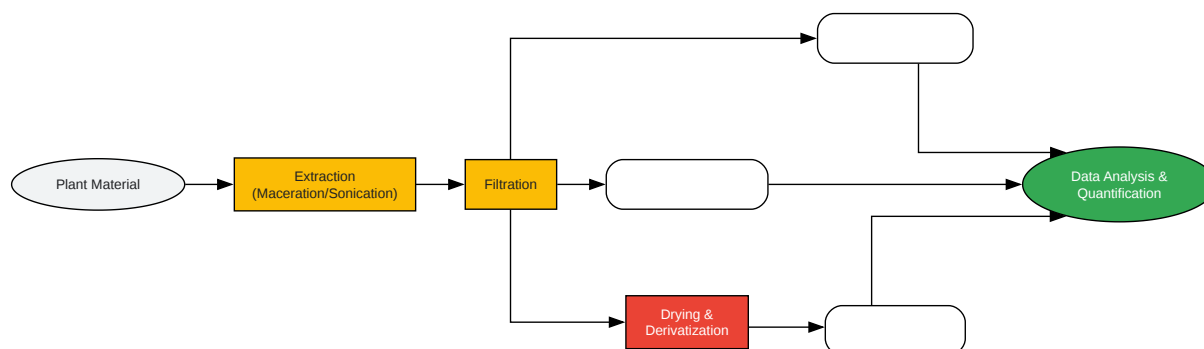 Plant Material
Extraction
(Maceration/Sonication)
Filtration
Data Analysis &
Quantification
Drying &
Derivatization